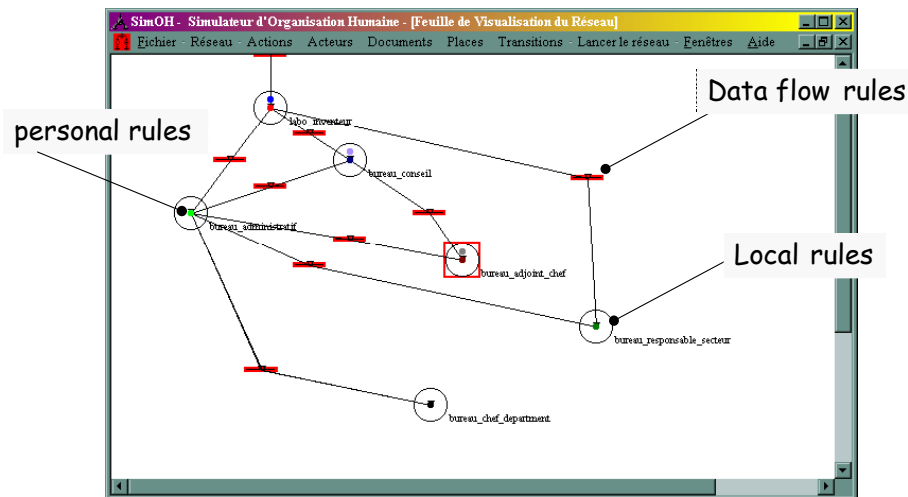 SimOH - Simulateur d'Organisation Humaine - [Feuille de Visualisation du Réseau]
Fichier Réseau Actions Acteurs Documents Places Transitions Lancer le réseau Fenêtres Aide
Data flow rules
labo_inventeur
personal rules
bureau_conseil
bureau_administratif
Local rules
bureau_adjoint_chef
bureau_responsable_secteur
bureau_chef_department